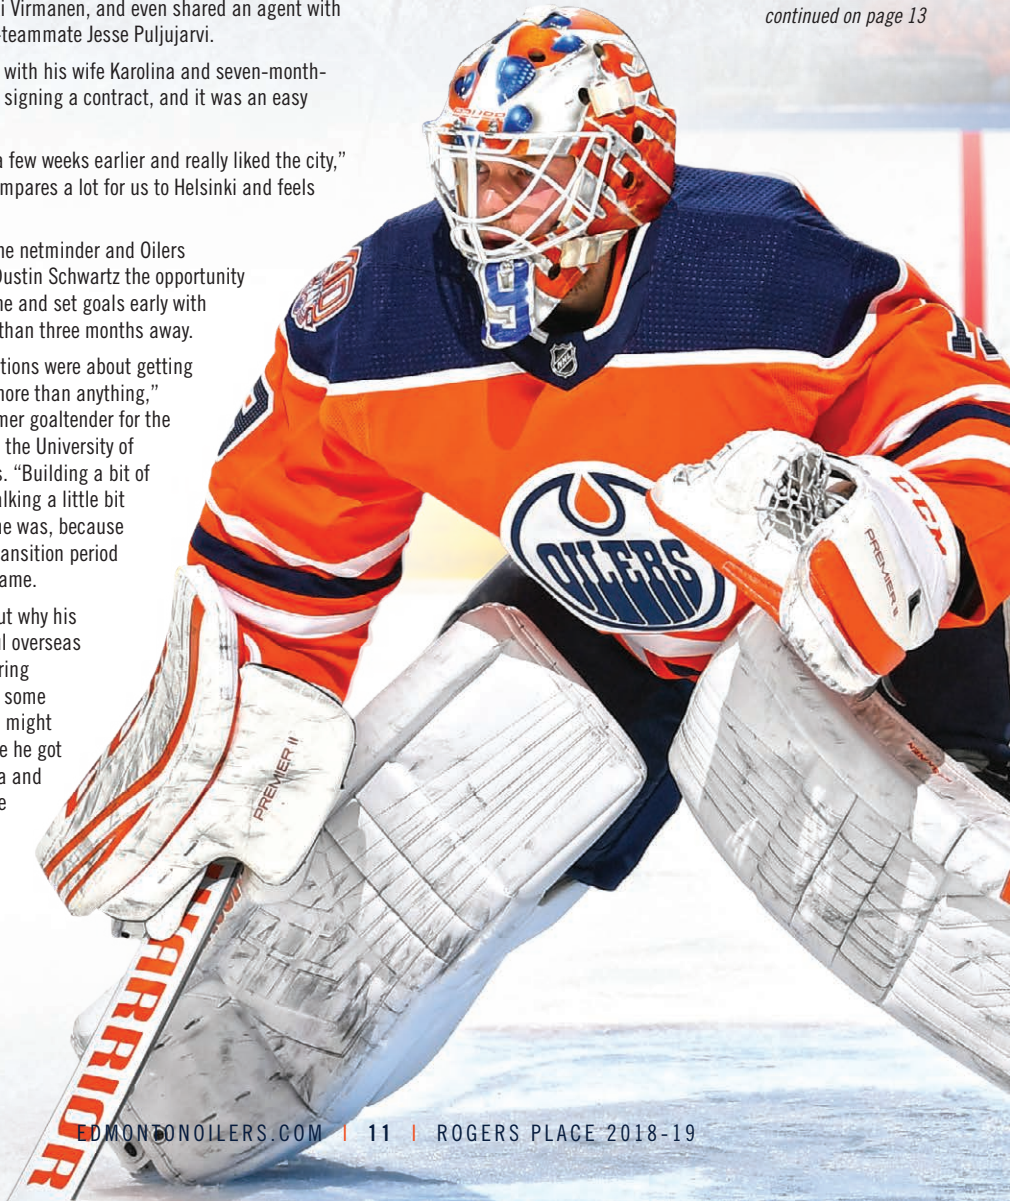 i Virmanen, and even shared an agent with
-teammate Jesse Puljujarvi.
with his wife Karolina and seven-month-
signing a contract, and it was an easy
a few weeks earlier and really liked the city,”
mpares a lot for us to Helsinki and feels
he netminder and Oilers
Dustin Schwartz the opportunity
me and set goals early with
than three months away.
tions were about getting
more than anything,”
mer goaltender for the
the University of
s. “Building a bit of
alking a little bit
he was, because
ransition period
ame.
ut why his
ul overseas
ring
some
might
e he got
a and
e
continued on page 13
9
NHL
OILERS
CCM
PREMIER II
PREMIER II
WARRIOR
EDMONTONOILERS.COM | 11 | ROGERS PLACE 2018-19